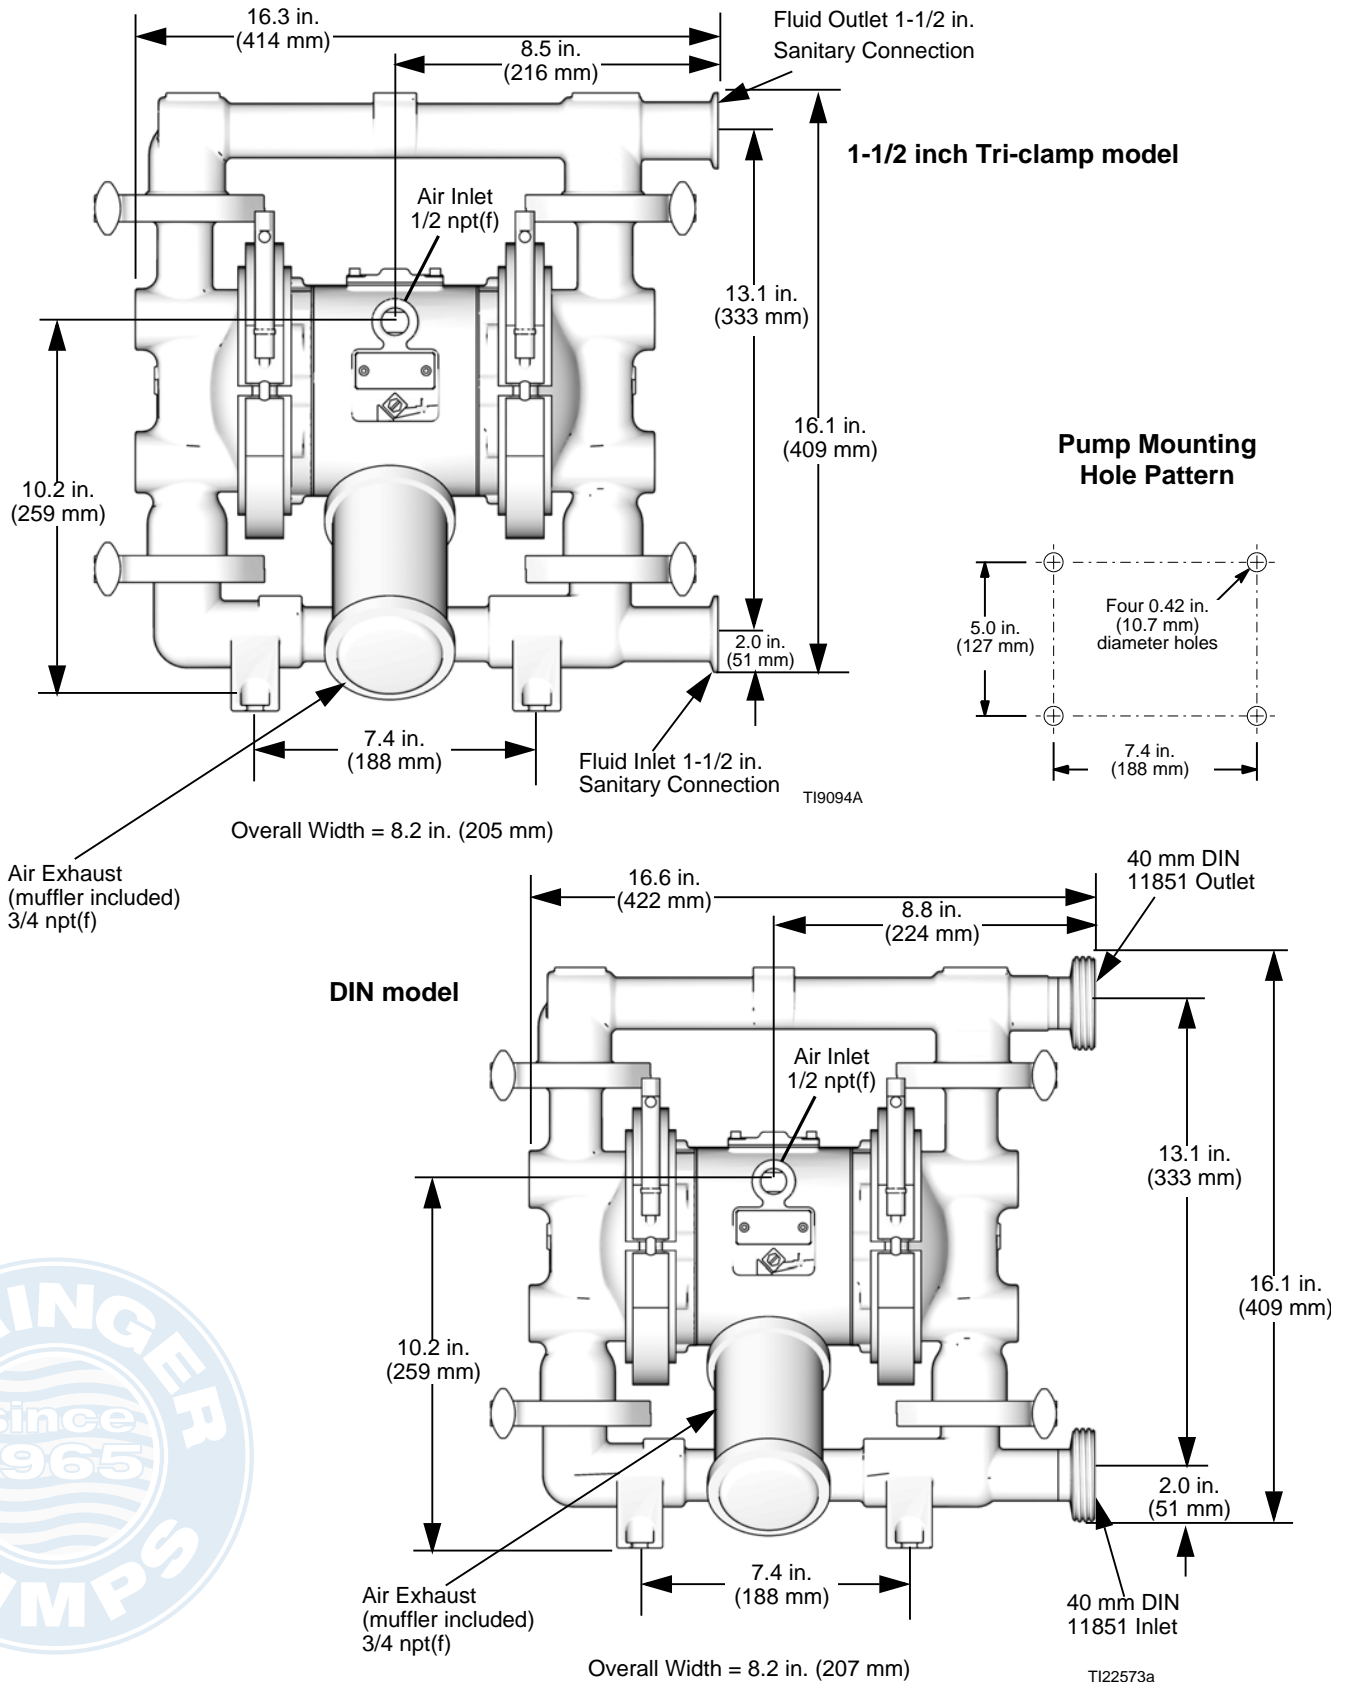 16.3 in.
(414 mm)
8.5 in.
(216 mm)
Fluid Outlet 1-1/2 in.
Sanitary Connection
1-1/2 inch Tri-clamp model
Air Inlet
1/2 npt(f)
13.1 in.
(333 mm)
16.1 in.
(409 mm)
10.2 in.
(259 mm)
2.0 in.
(51 mm)
7.4 in.
(188 mm)
Fluid Inlet 1-1/2 in.
Sanitary Connection
TI9094A
Overall Width = 8.2 in. (205 mm)
Air Exhaust
(muffler included)
3/4 npt(f)
Pump Mounting
Hole Pattern
Four 0.42 in.
(10.7 mm)
diameter holes
5.0 in.
(127 mm)
7.4 in.
(188 mm)
DIN model
16.6 in.
(422 mm)
8.8 in.
(224 mm)
40 mm DIN
11851 Outlet
Air Inlet
1/2 npt(f)
13.1 in.
(333 mm)
16.1 in.
(409 mm)
10.2 in.
(259 mm)
2.0 in.
(51 mm)
7.4 in.
(188 mm)
Air Exhaust
(muffler included)
3/4 npt(f)
40 mm DIN
11851 Inlet
Overall Width = 8.2 in. (207 mm)
TI22573a
since